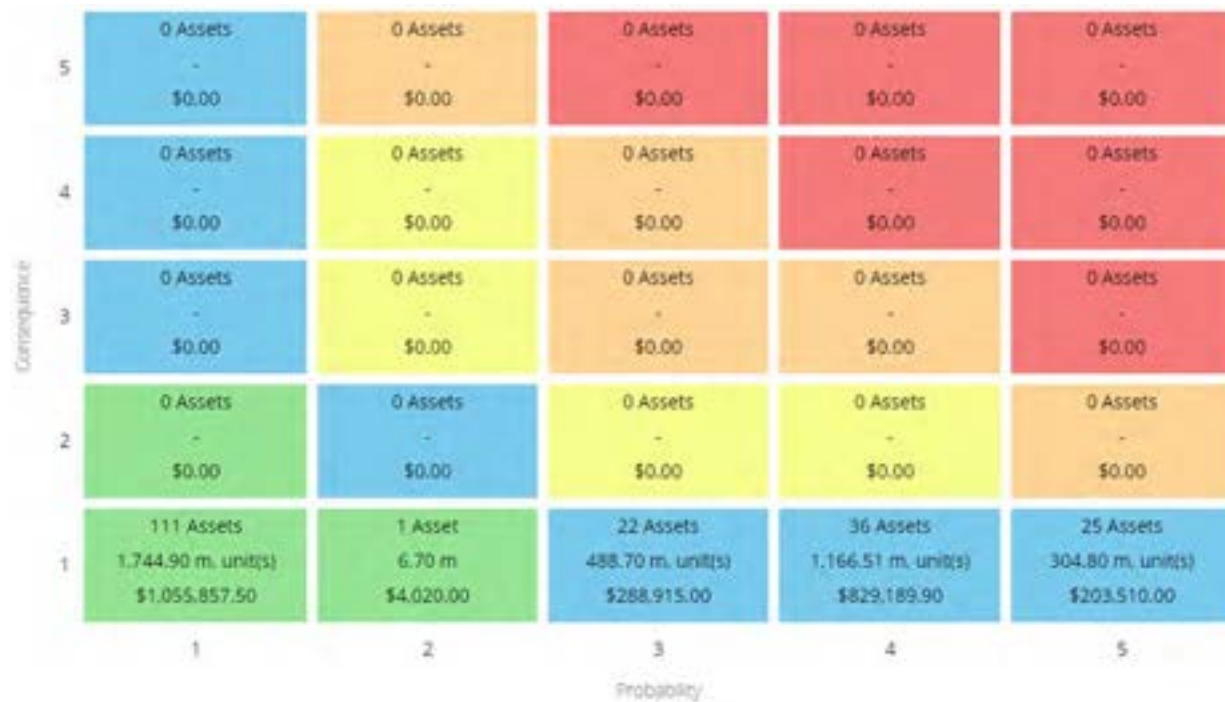 0 Assets 0 Assets 0 Assets 0 Assets 0 Assets
5 - - - - -
$0.00 $0.00 $0.00 $0.00 $0.00
0 Assets 0 Assets 0 Assets 0 Assets 0 Assets
4 - - - - -
$0.00 $0.00 $0.00 $0.00 $0.00
Consequence
0 Assets 0 Assets 0 Assets 0 Assets 0 Assets
3 - - - - -
$0.00 $0.00 $0.00 $0.00 $0.00
0 Assets 0 Assets 0 Assets 0 Assets 0 Assets
2 - - - - -
$0.00 $0.00 $0.00 $0.00 $0.00
111 Assets 1 Asset 22 Assets 36 Assets 25 Assets
1 1,744.90 m, unit(s) 6.70 m 488.70 m, unit(s) 1,166.51 m, unit(s) 304.80 m, unit(s)
$1,055,857.50 $4,020.00 $288,915.00 $829,189.90 $203,510.00
1 2 3 4 5
Probability